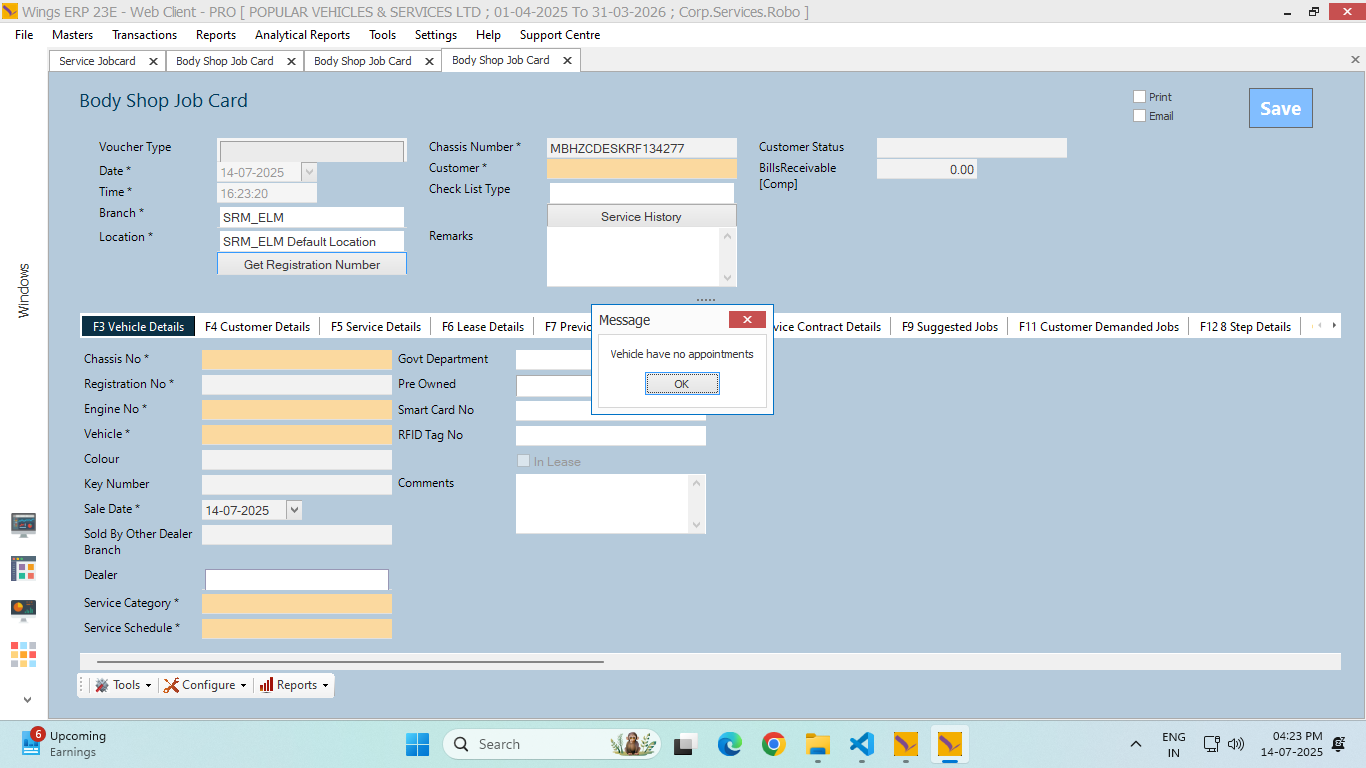 Wings ERP 23E - Web Client - PRO [ POPULAR VEHICLES & SERVICES LTD ; 01-04-2025 To 31-03-2026 ; Corp.Services.Robo ]
File Masters Transactions Reports Analytical Reports Tools Settings Help Support Centre
Service Jobcard Body Shop Job Card Body Shop Job Card Body Shop Job Card
Body Shop Job Card
Print
Email
Save
Voucher Type
Date *
14-07-2025
Time *
16:23:20
Branch *
SRM_ELM
Location *
SRM_ELM Default Location
Get Registration Number
Chassis Number *
MBHZCDESKRF134277
Customer *
Check List Type
Service History
Remarks
Customer Status
BillsReceivable
[Comp]
0.00
Windows
F3 Vehicle Details F4 Customer Details F5 Service Details F6 Lease Details F7 Previ vice Contract Details F9 Suggested Jobs F11 Customer Demanded Jobs F12 8 Step Details
Message
Vehicle have no appointments
OK
Chassis No *
Registration No *
Engine No *
Vehicle *
Colour
Key Number
Sale Date *
14-07-2025
Sold By Other Dealer
Branch
Dealer
Service Category *
Service Schedule *
Govt Department
Pre Owned
Smart Card No
RFID Tag No
In Lease
Comments
Tools Configure Reports
6
Upcoming
Earnings
Search
ENG
IN
04:23 PM
14-07-2025